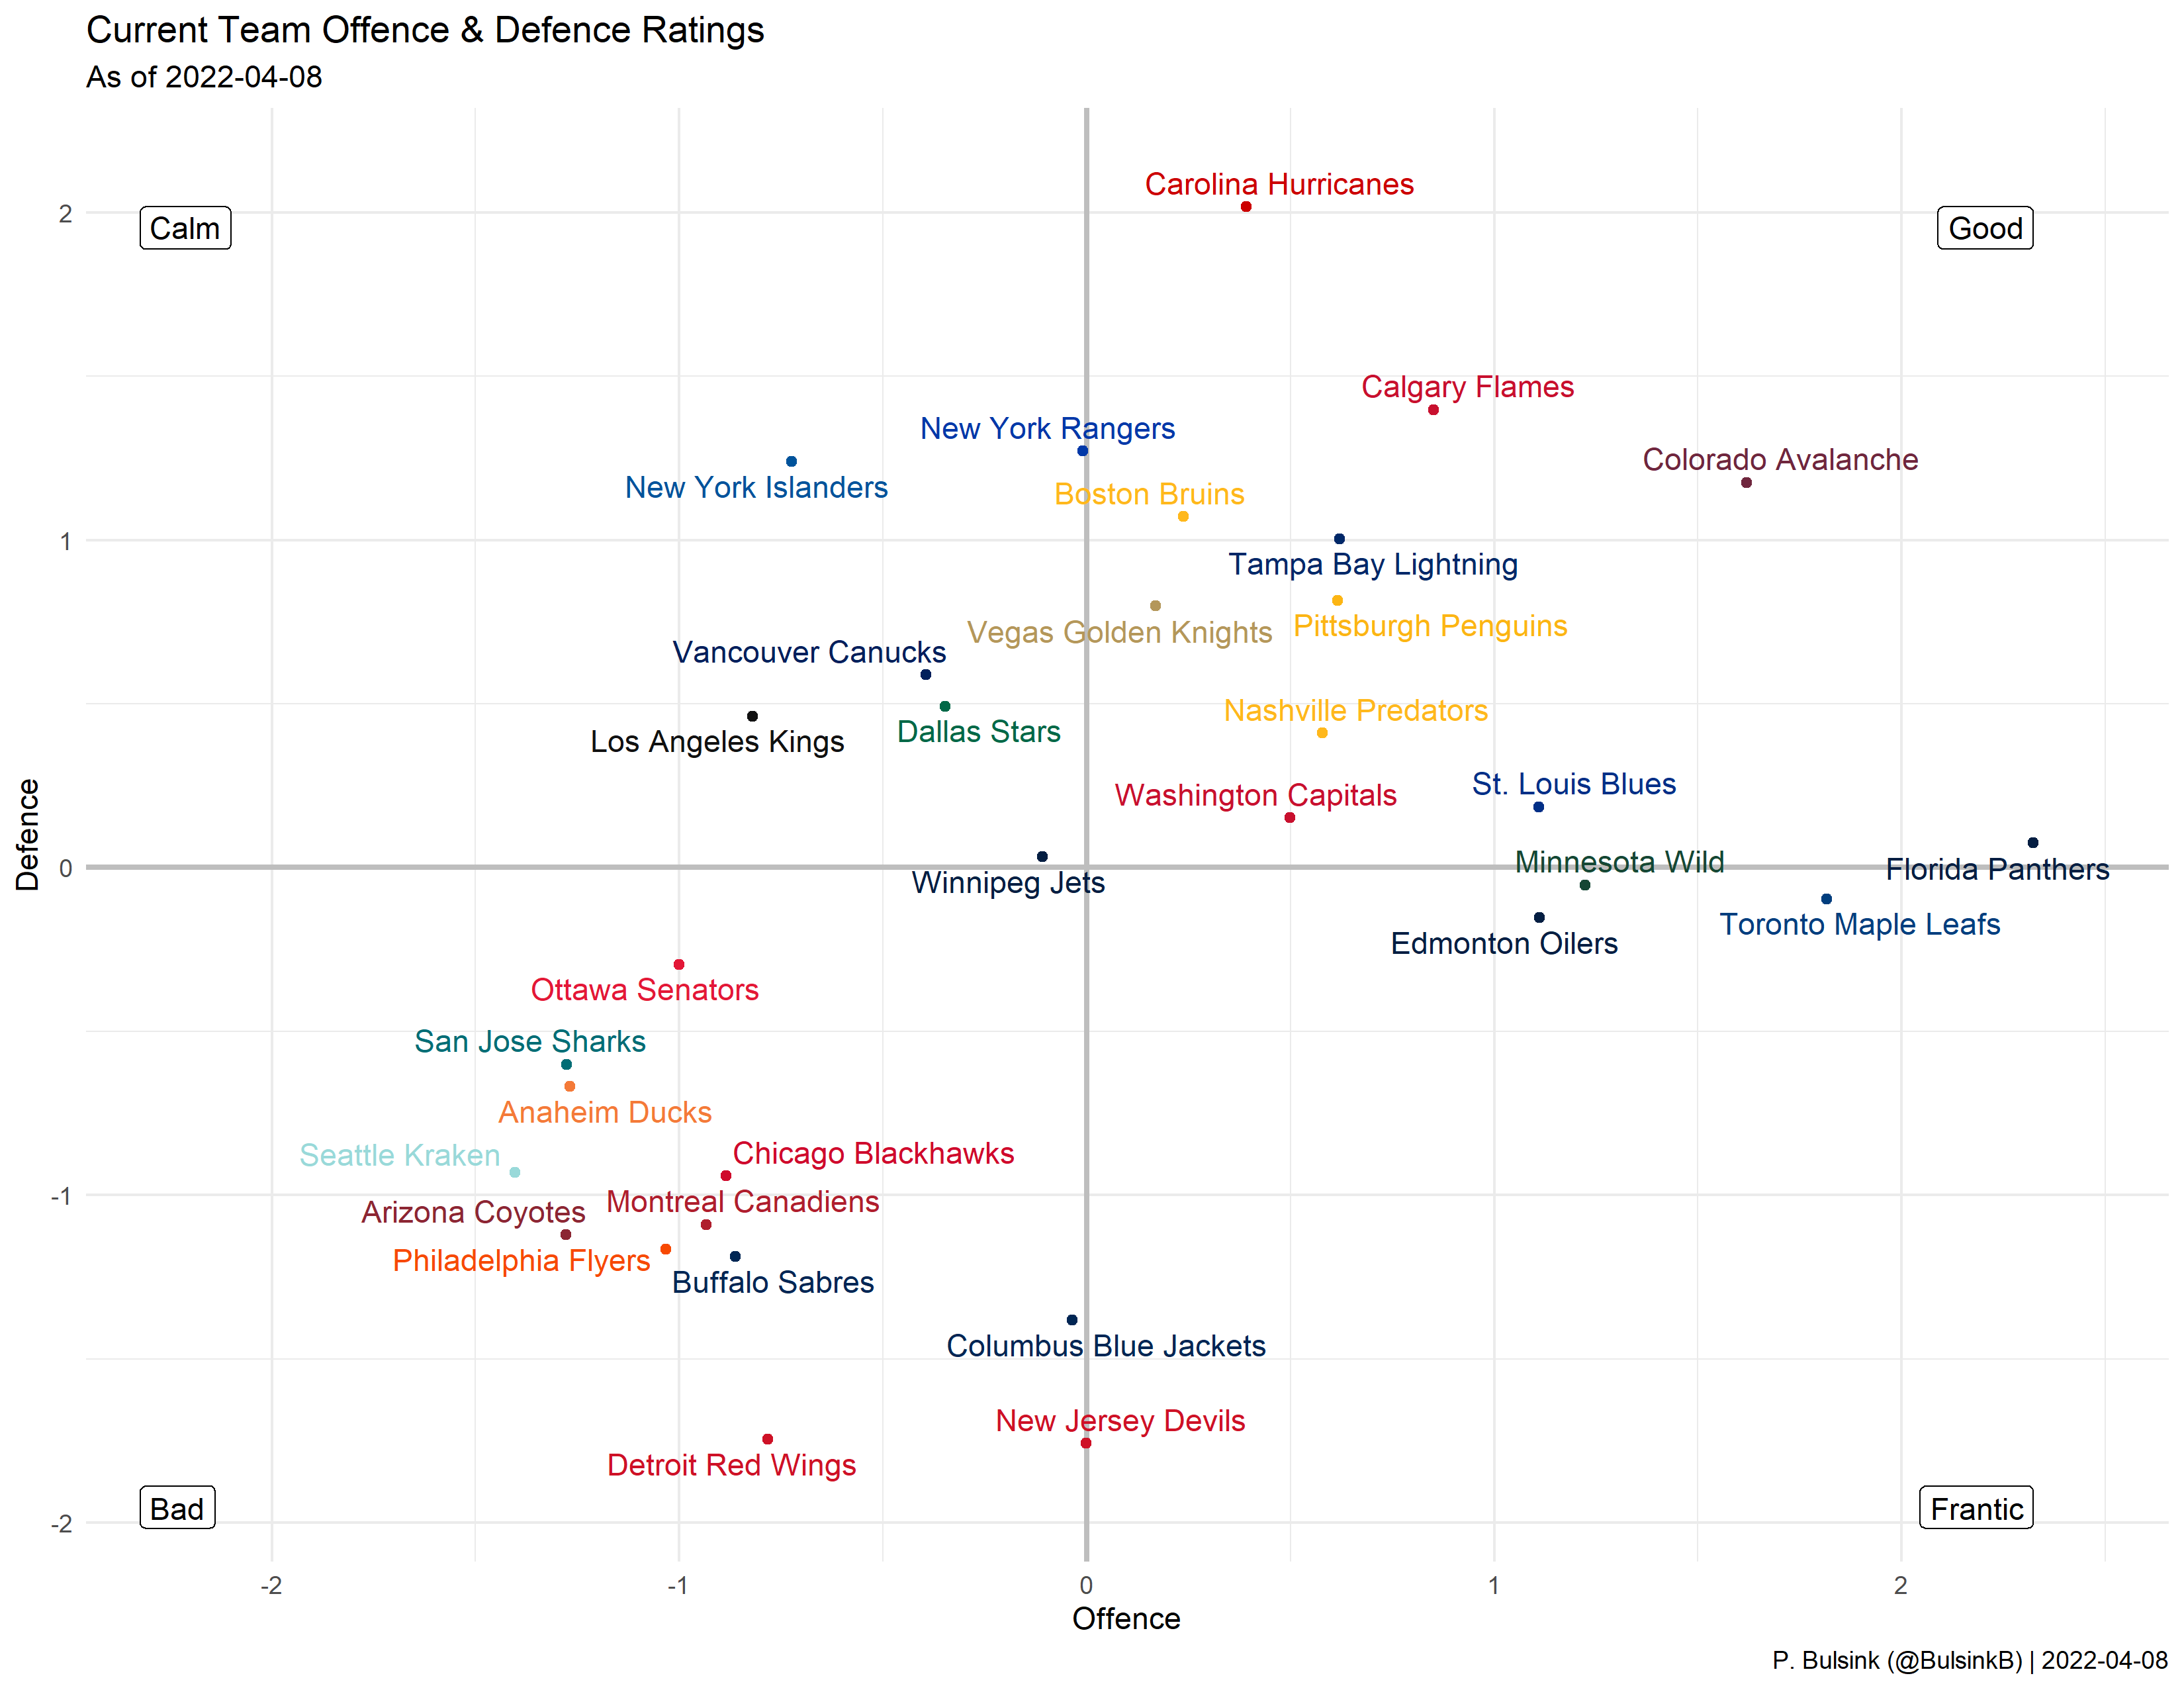 Current Team Offence & Defence Ratings
As of 2022-04-08
Carolina Hurricanes
2
Calm
Good
Calgary Flames
New York Rangers
Colorado Avalanche
New York Islanders
Boston Bruins
1
Tampa Bay Lightning
Vegas Golden Knights
Pittsburgh Penguins
Vancouver Canucks
Nashville Predators
Dallas Stars
Los Angeles Kings
St. Louis Blues
Washington Capitals
Defence
Minnesota Wild
0
Florida Panthers
Winnipeg Jets
Toronto Maple Leafs
Edmonton Oilers
Ottawa Senators
San Jose Sharks
Anaheim Ducks
Seattle Kraken
Chicago Blackhawks
-1
Montreal Canadiens
Arizona Coyotes
Philadelphia Flyers
Buffalo Sabres
Columbus Blue Jackets
New Jersey Devils
Detroit Red Wings
Bad
Frantic
-2
-2 -1 0 1 2
Offence
P. Bulsink (@BulsinkB) | 2022-04-08